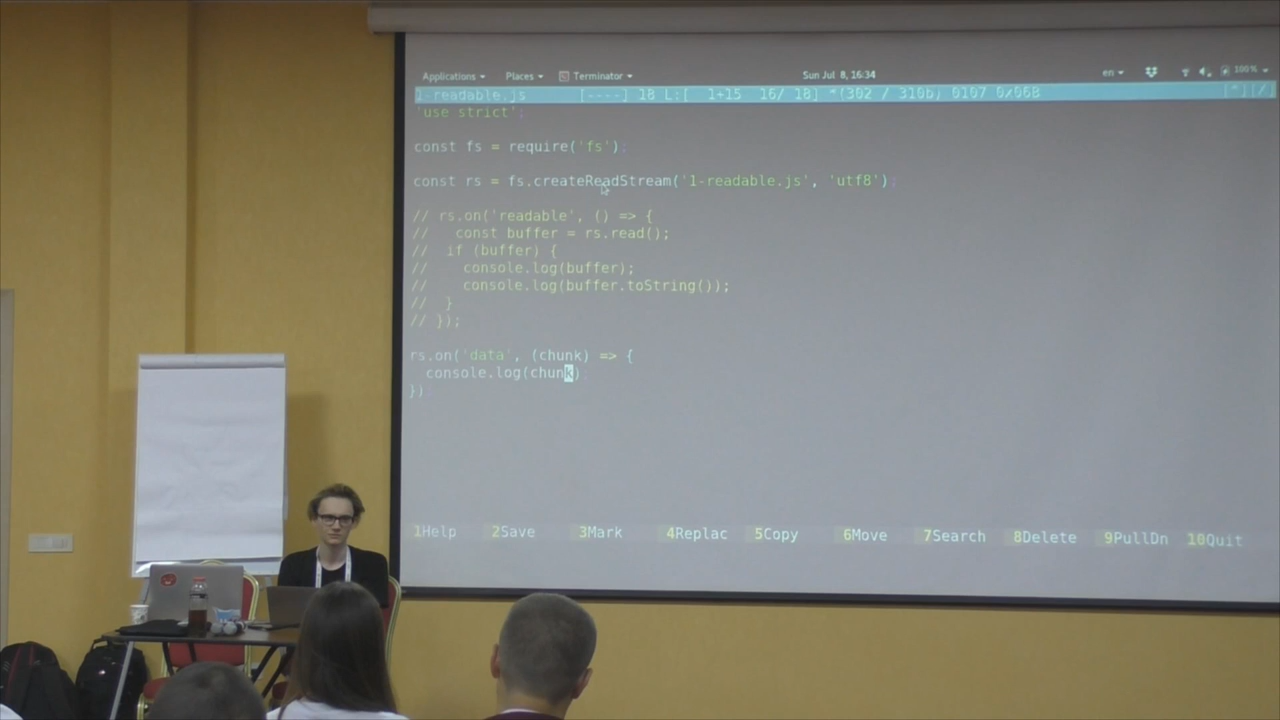 Applications Places Terminator Sun Jul 8, 16:34 en 100%
1-readable.js [----] 18 L:[ 1+15 16/ 18] *(302 / 310b) 0107 0x06B [*][/]
'use strict';
const fs = require('fs');
const rs = fs.createReadStream('1-readable.js', 'utf8');
// rs.on('readable', () => {
// const buffer = rs.read();
// if (buffer) {
// console.log(buffer);
// console.log(buffer.toString());
// }
// });
rs.on('data', (chunk) => {
console.log(chunk);
})
1Help 2Save 3Mark 4Replac 5Copy 6Move 7Search 8Delete 9PullDn 10Quit